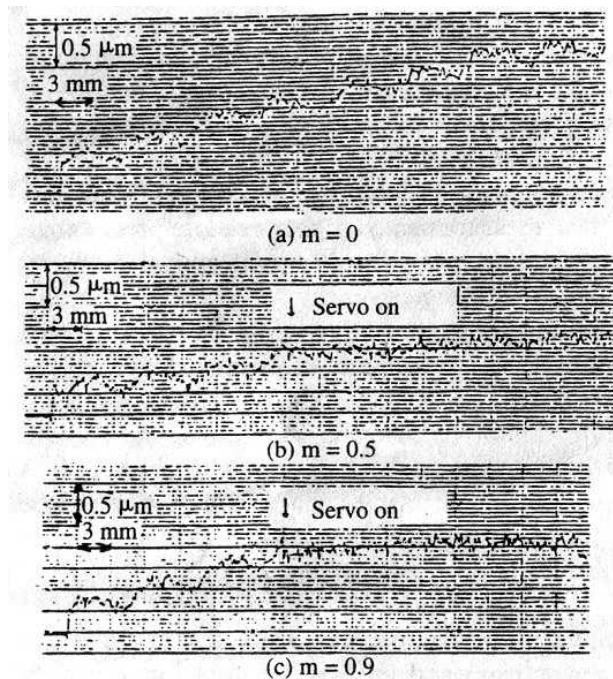 0.5 μm
3 mm
(a) m = 0
0.5 μm
↓ Servo on
3 mm
(b) m = 0.5
0.5 μm
↓ Servo on
3 mm
(c) m = 0.9